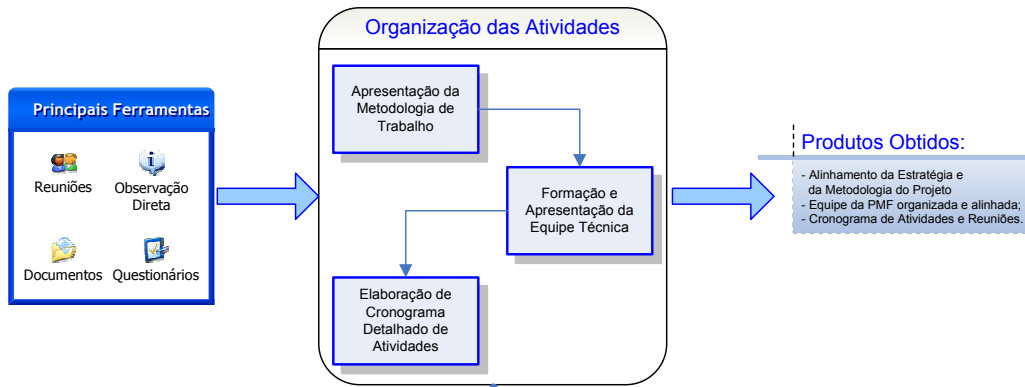 Organização das Atividades
Principais Ferramentas
Reuniões
Observação
Direta
Documentos
Questionários
Apresentação da
Metodologia de
Trabalho
Formação e
Apresentação da
Equipe Técnica
Elaboração de
Cronograma
Detalhado de
Atividades
Produtos Obtidos:
- Alinhamento da Estratégia e
da Metodologia do Projeto
- Equipe da PMF organizada e alinhada;
- Cronograma de Atividades e Reuniões.